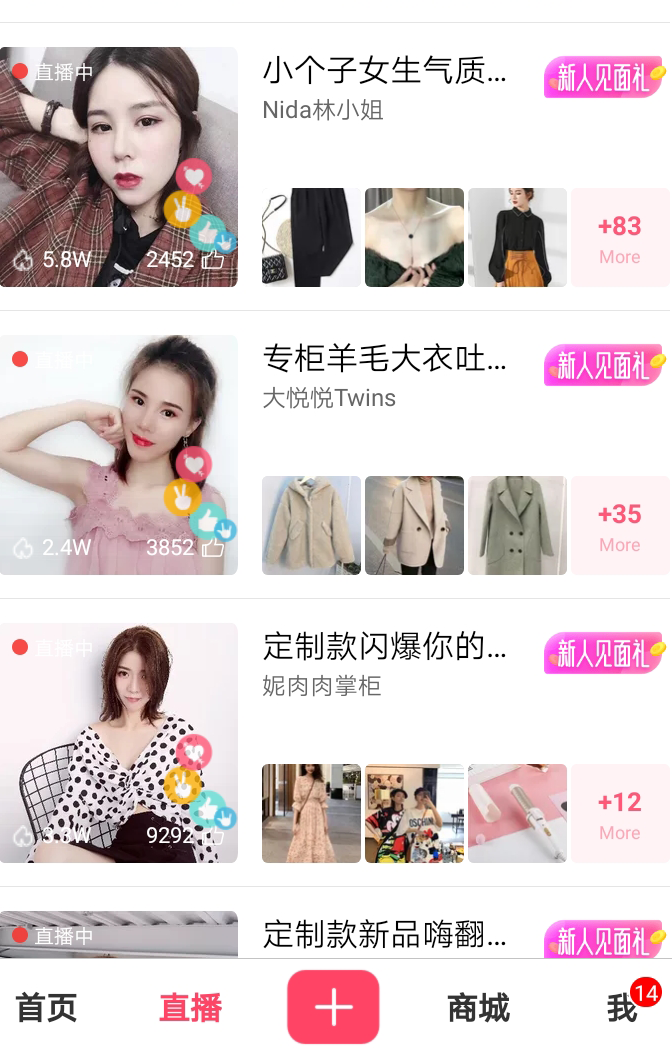 直播中
小个子女生气质...
新人见面礼
Nida林小姐
5.8W
2452
+83
More
直播中
专柜羊毛大衣吐...
新人见面礼
大悦悦Twins
2.4W
3852
+35
More
直播中
定制款闪爆你的...
新人见面礼
妮肉肉掌柜
3.3W
9292
+12
More
直播中
定制款新品嗨翻...
新人见面礼
首页
直播
商城
我
14